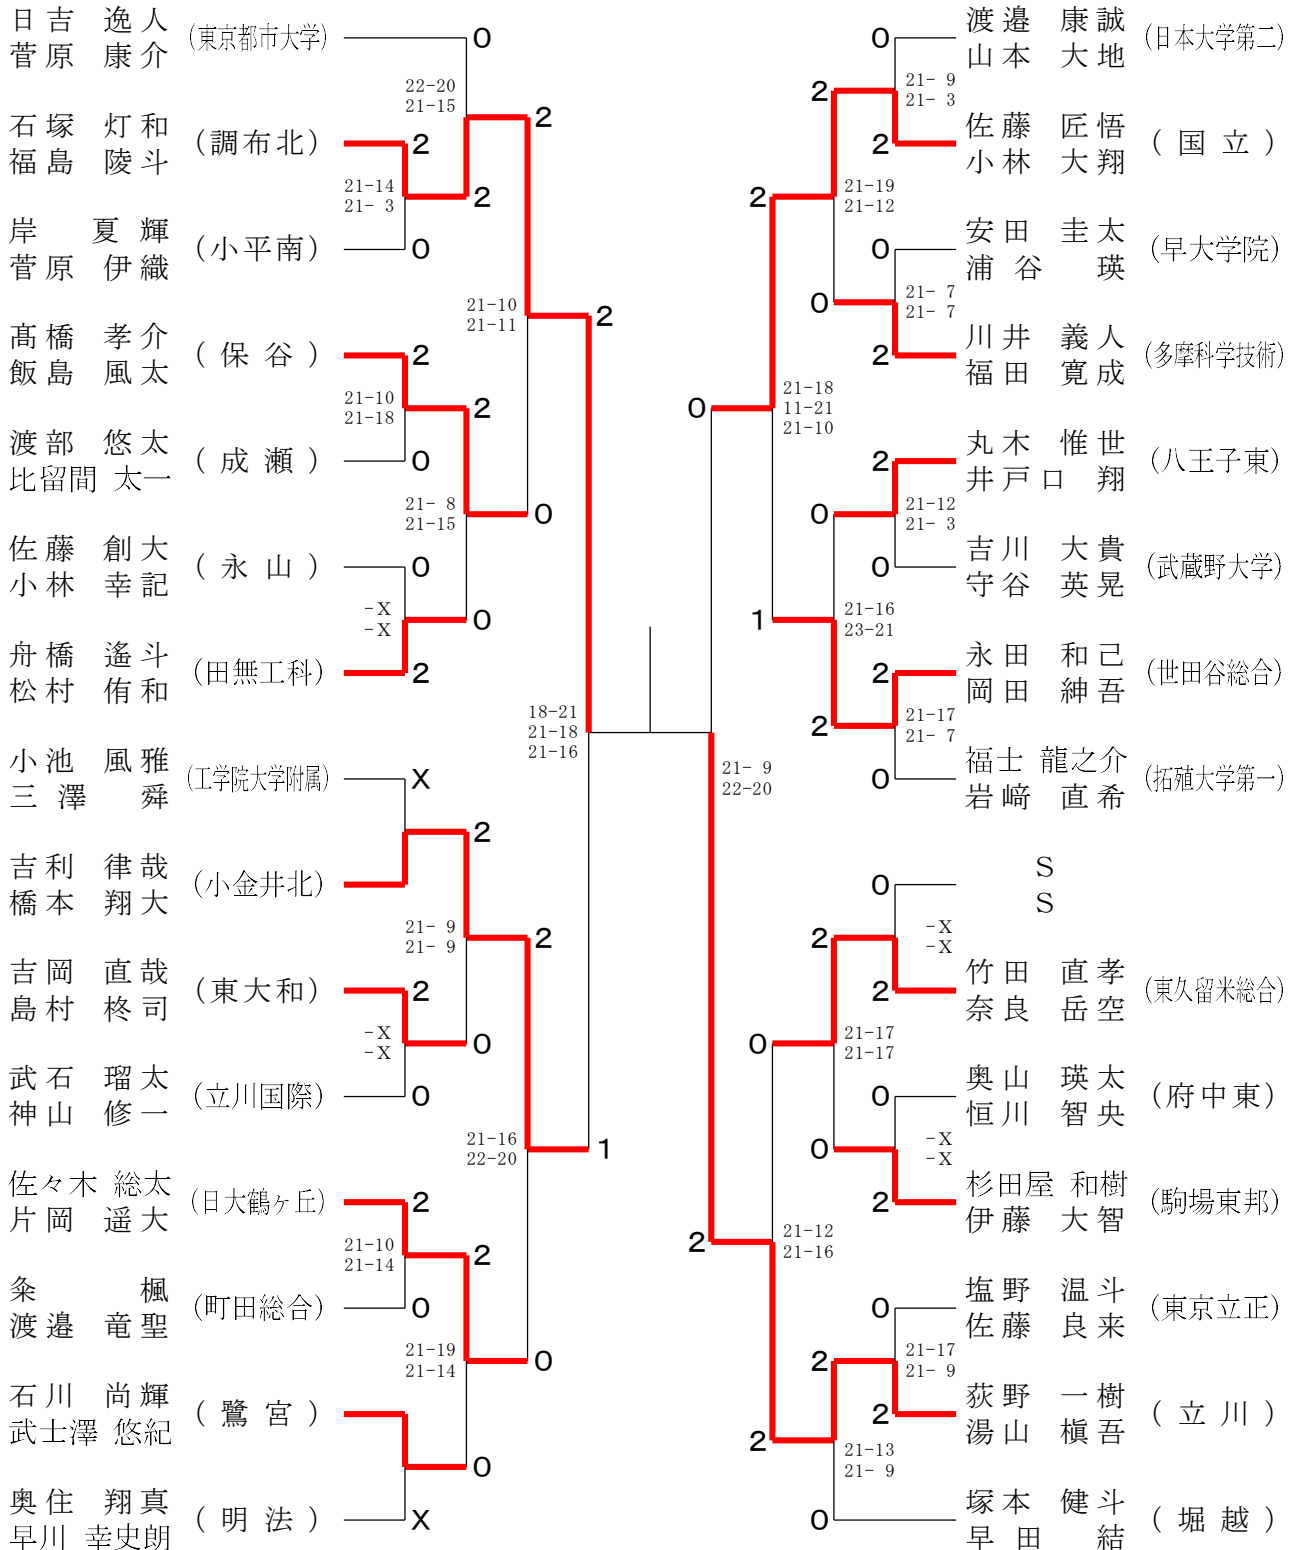 日吉 逸人
菅原 康介
(東京都市大学)
0
22-20
21-15
2
石塚 灯和
福島 陵斗
(調布北)
2
21-14
21- 3
2
岸 夏輝
菅原 伊織
(小平南)
0
21-10
21-11
2
髙橋 孝介
飯島 風太
(保谷)
2
21-10
21-18
2
渡部 悠太
比留間 太一
(成瀬)
0
21- 8
21-15
0
佐藤 創大
小林 幸記
(永山)
0
-X
-X
0
舟橋 遙斗
松村 侑和
(田無工科)
2
18-21
21-18
21-16
小池 風雅
三澤 舜
(工学院大学附属)
X
2
吉利 律哉
橋本 翔大
(小金井北)
21- 9
21- 9
2
吉岡 直哉
島村 柊司
(東大和)
2
-X
-X
0
武石 瑠太
神山 修一
(立川国際)
0
21-16
22-20
1
佐々木 総太
片岡 遥大
(日大鶴ヶ丘)
2
21-10
21-14
2
粂 楓
渡邉 竜聖
(町田総合)
0
21-19
21-14
0
石川 尚輝
武士澤 悠紀
(鷺宮)
0
奥住 翔真
早川 幸史朗
(明法)
X
渡邉 康誠
山本 大地
(日本大学第二)
0
21- 9
21- 3
2
佐藤 匠悟
小林 大翔
(国立)
2
21-19
21-12
2
安田 圭太
浦谷 瑛
(早大学院)
0
21- 7
21- 7
0
川井 義人
福田 寛成
(多摩科学技術)
2
21-18
11-21
21-10
0
丸木 惟世
井戸口 翔
(八王子東)
2
21-12
21- 3
0
吉川 大貴
守谷 英晃
(武蔵野大学)
0
21-16
23-21
1
永田 和己
岡田 紳吾
(世田谷総合)
2
21-17
21- 7
2
福士 龍之介
岩﨑 直希
(拓殖大学第一)
0
21- 9
22-20
S
S
0
-X
-X
2
竹田 直孝
奈良 岳空
(東久留米総合)
2
21-17
21-17
0
奥山 瑛太
恒川 智央
(府中東)
0
-X
-X
0
杉田屋 和樹
伊藤 大智
(駒場東邦)
2
21-12
21-16
2
塩野 温斗
佐藤 良来
(東京立正)
0
21-17
21- 9
2
荻野 一樹
湯山 槇吾
(立川)
2
21-13
21- 9
2
塚本 健斗
早田 結
(堀越)
0